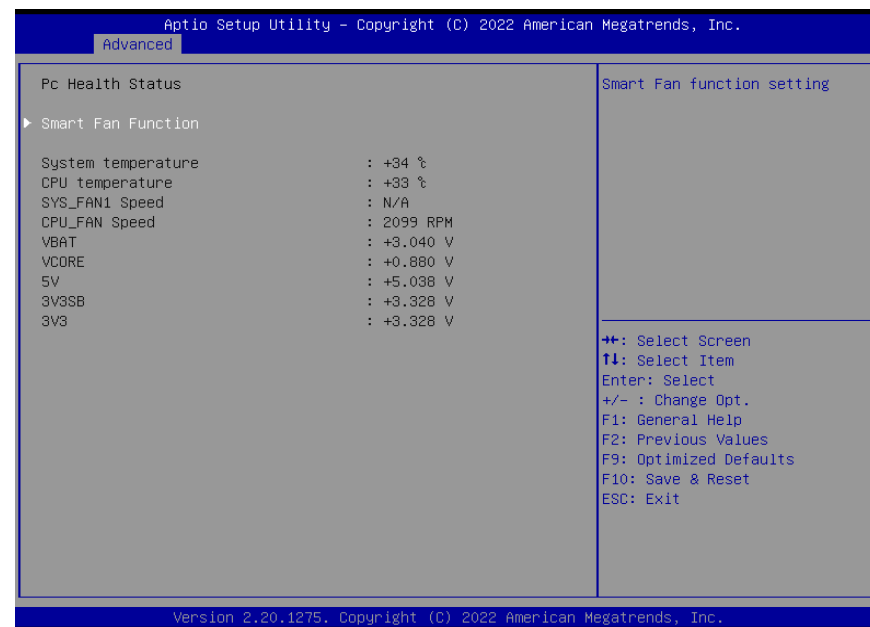 Aptio Setup Utility – Copyright (C) 2022 American Megatrends, Inc.
Advanced
Pc Health Status
Smart Fan Function
System temperature : +34 ℃
CPU temperature : +33 ℃
SYS_FAN1 Speed : N/A
CPU_FAN Speed : 2099 RPM
VBAT : +3.040 V
VCORE : +0.880 V
5V : +5.038 V
3V3SB : +3.328 V
3V3 : +3.328 V
Smart Fan function setting
→←: Select Screen
↑↓: Select Item
Enter: Select
+/- : Change Opt.
F1: General Help
F2: Previous Values
F9: Optimized Defaults
F10: Save & Reset
ESC: Exit
Version 2.20.1275. Copyright (C) 2022 American Megatrends, Inc.